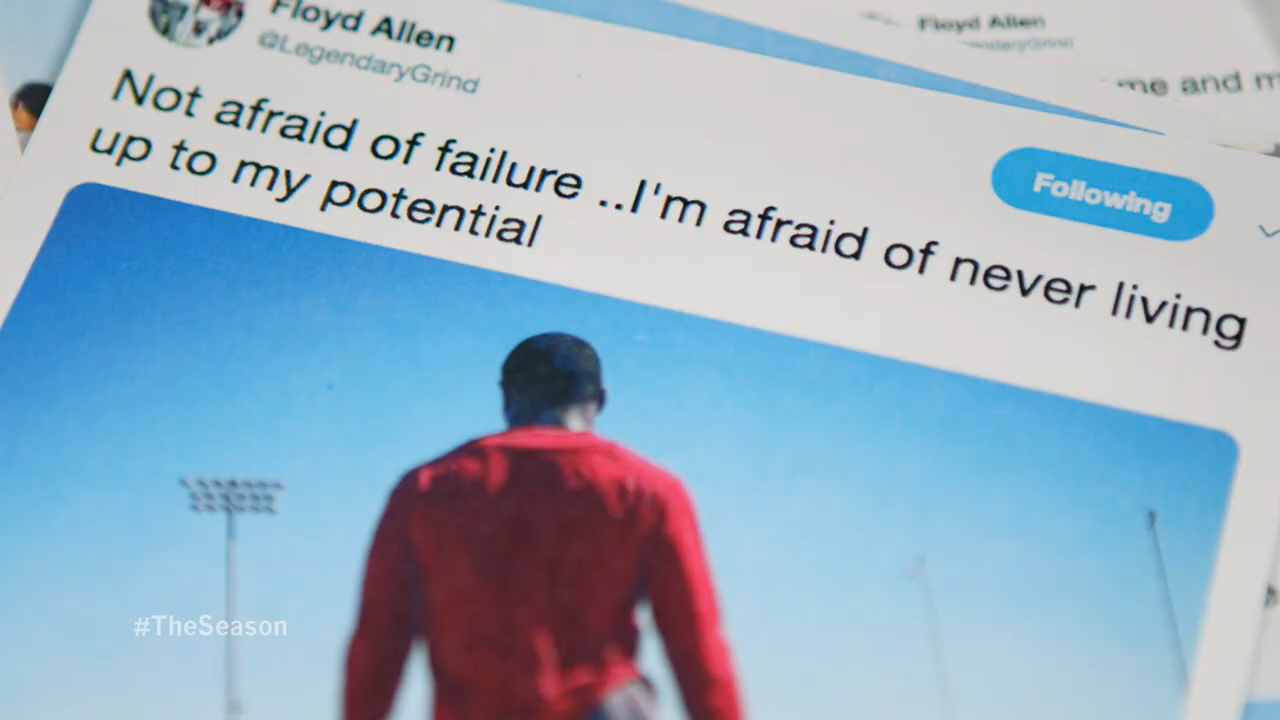 Floyd Allen
@LegendaryGrind
Not afraid of failure ..I'm afraid of never living
up to my potential
Following
Floyd Allen
me and m
#TheSeason